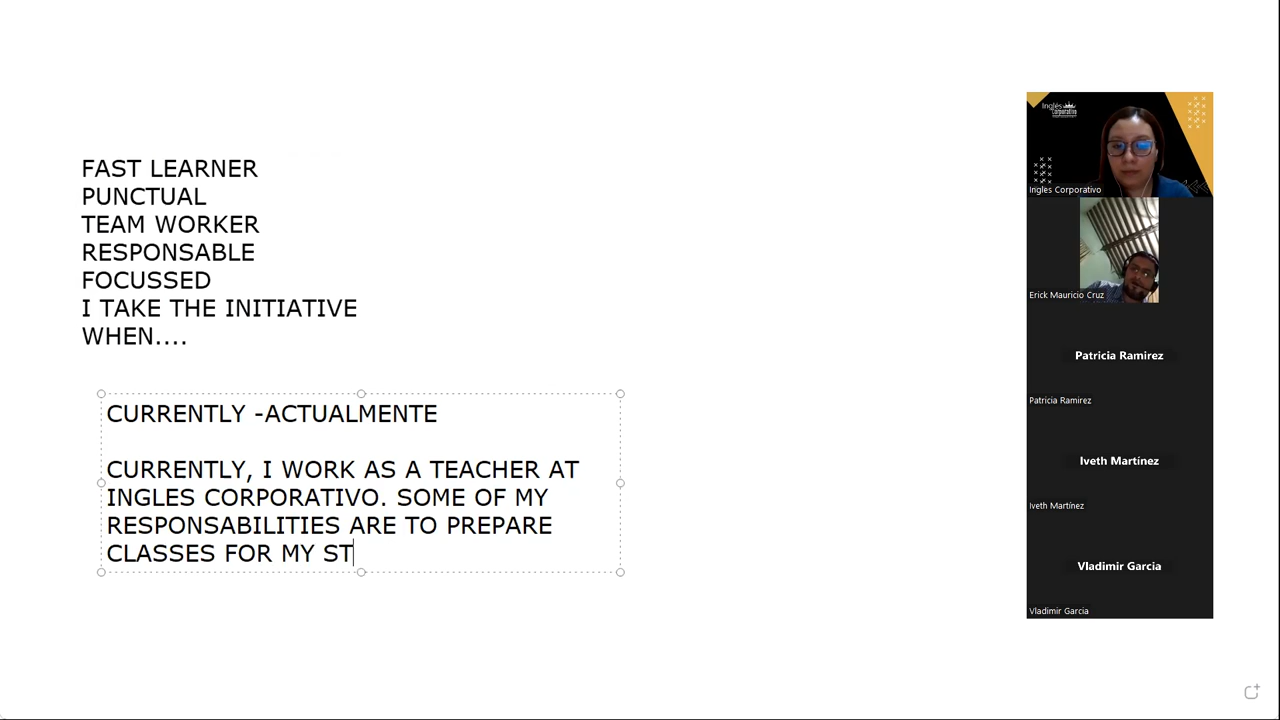 FAST LEARNER
PUNCTUAL
TEAM WORKER
RESPONSABLE
FOCUSSED
I TAKE THE INITIATIVE
WHEN....
CURRENTLY -ACTUALMENTE
CURRENTLY, I WORK AS A TEACHER AT
INGLES CORPORATIVO. SOME OF MY
RESPONSABILITIES ARE TO PREPARE
CLASSES FOR MY ST
Inglés
Corporativo
Ingles Corporativo
Erick Mauricio Cruz
Patricia Ramirez
Patricia Ramirez
Iveth Martínez
Iveth Martínez
Vladimir Garcia
Vladimir Garcia